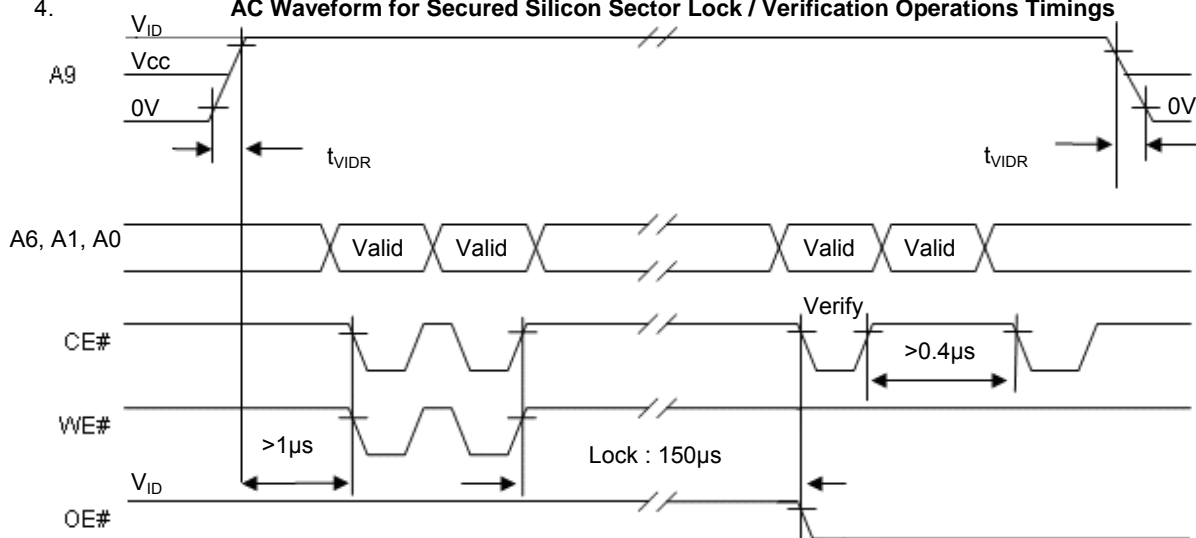 4. AC Waveform for Secured Silicon Sector Lock / Verification Operations Timings
VID
A9
Vcc
0V
0V
tVIDR
tVIDR
A6, A1, A0
Valid
Valid
Valid
Valid
Verify
CE#
>0.4µs
WE#
>1µs
Lock : 150µs
VID
OE#